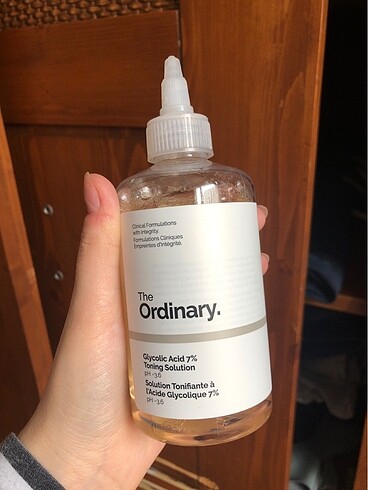 Clinical Formulations
with Integrity.
Formulations Cliniques
Empreintes d'Intégrité.
The
Ordinary.
Glycolic Acid 7%
Toning Solution
pH ~3.6
Solution Tonifiante à
l'Acide Glycolique 7%
pH ~3.6